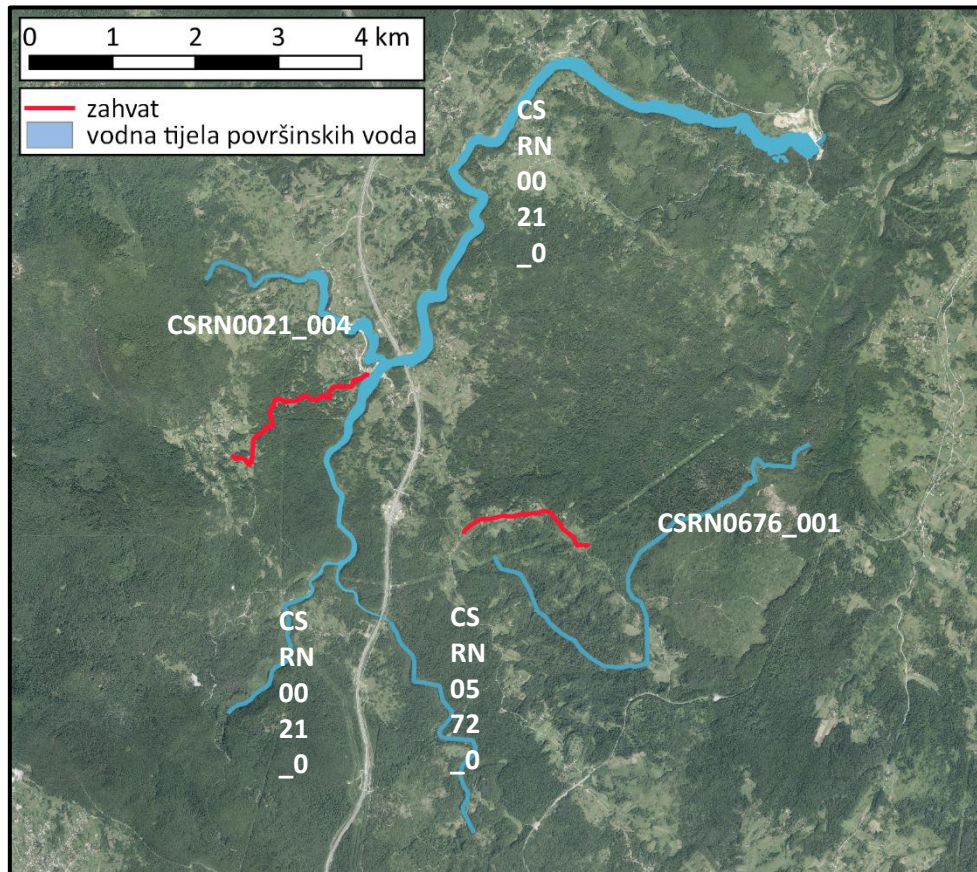 0 1 2 3 4 km
zahvat
vodna tijela površinskih voda
CS
RN
00
21
_0
CSRN0021_004
CSRN0676_001
CS
RN
00
21
_0
CS
RN
05
72
_0